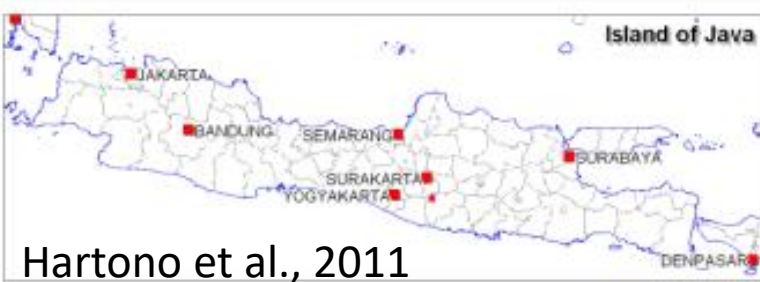 Island of Java
JAKARTA
BANDUNG
SEMARANG
SURABAYA
SURAKARTA
YOGYAKARTA
DENPASAR
Hartono et al., 2011